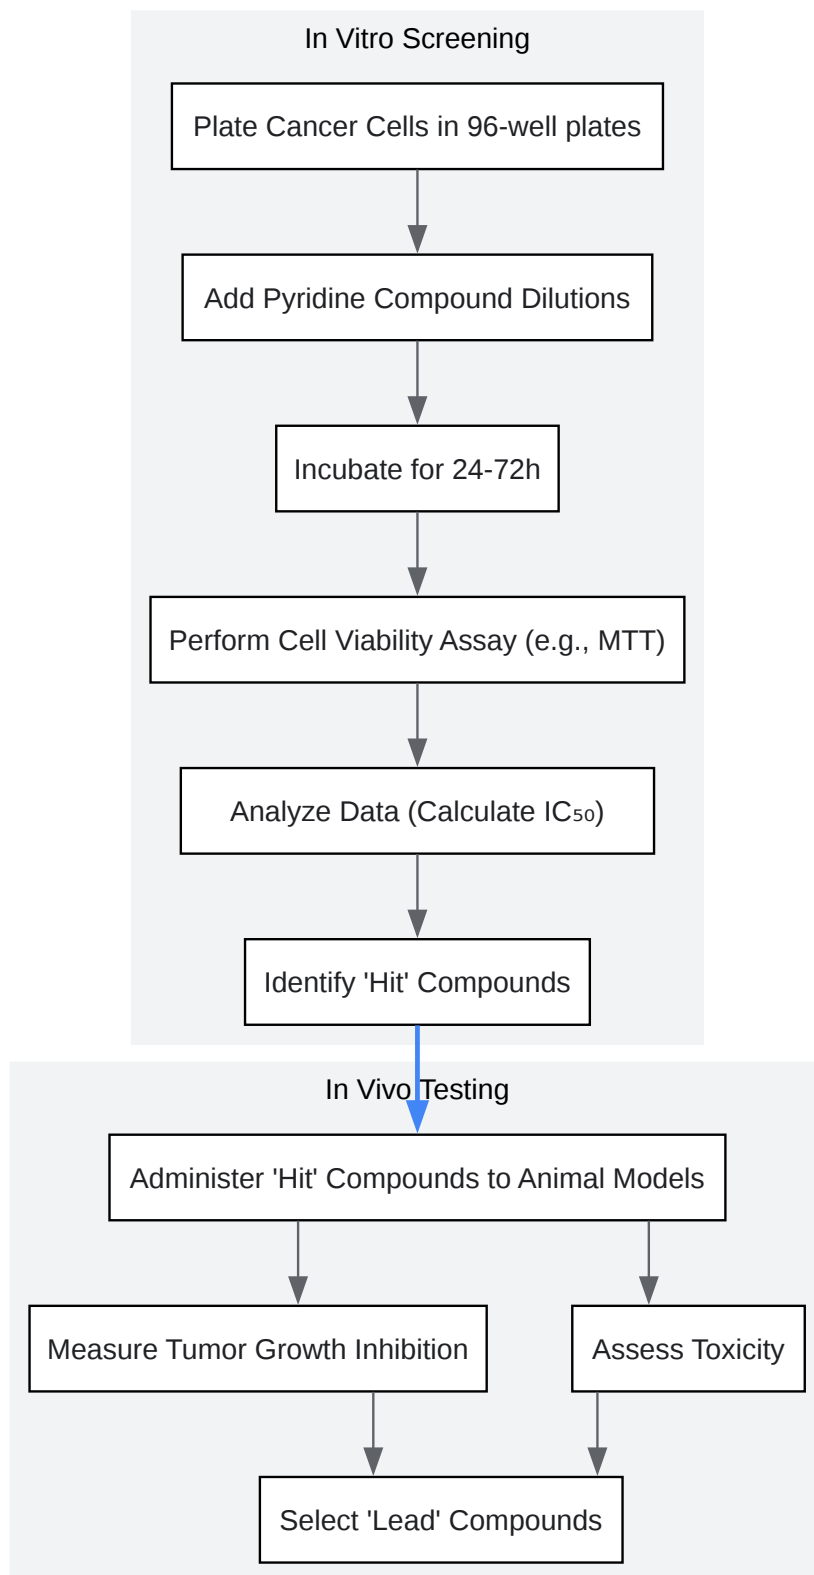 In Vitro Screening
Plate Cancer Cells in 96-well plates
Add Pyridine Compound Dilutions
Incubate for 24-72h
Perform Cell Viability Assay (e.g., MTT)
Analyze Data (Calculate IC₅₀)
Identify 'Hit' Compounds
In Vivo Testing
Administer 'Hit' Compounds to Animal Models
Measure Tumor Growth Inhibition
Assess Toxicity
Select 'Lead' Compounds